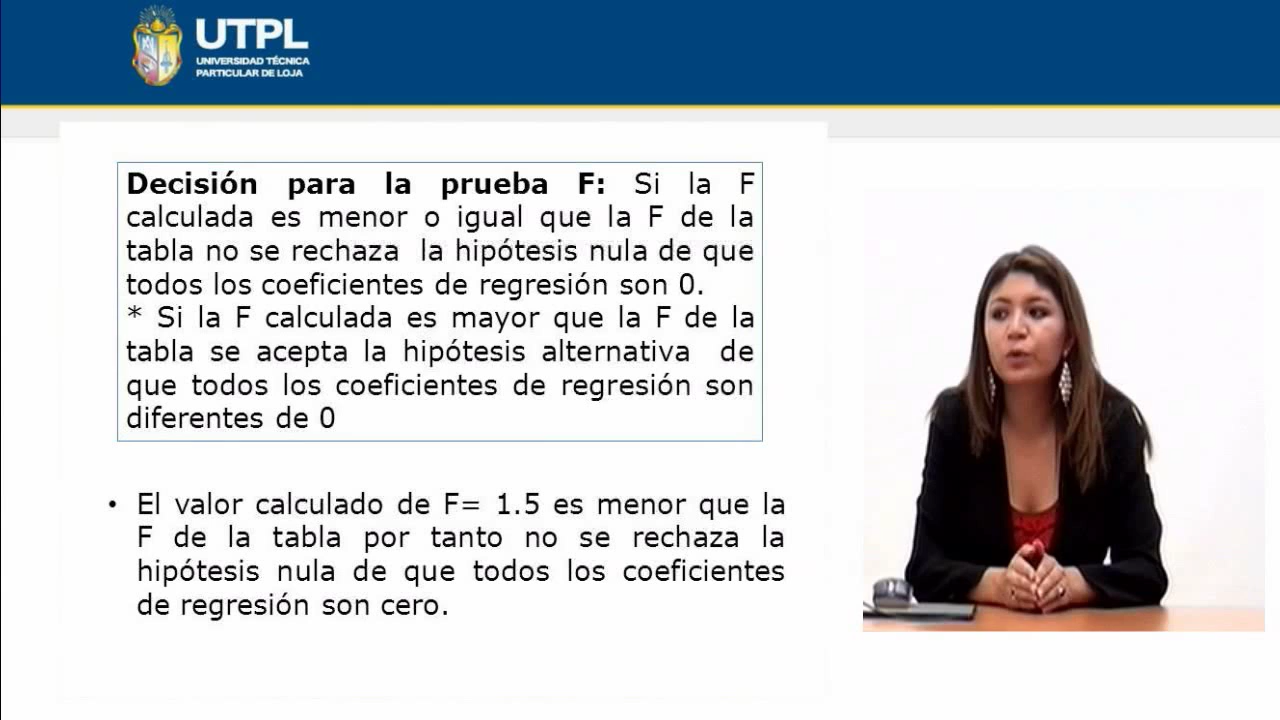 UTPL
UNIVERSIDAD TÉCNICA
PARTICULAR DE LOJA
Decisión para la prueba F: Si la F
calculada es menor o igual que la F de la
tabla no se rechaza la hipótesis nula de que
todos los coeficientes de regresión son 0.
* Si la F calculada es mayor que la F de la
tabla se acepta la hipótesis alternativa de
que todos los coeficientes de regresión son
diferentes de 0
• El valor calculado de F= 1.5 es menor que la
F de la tabla por tanto no se rechaza la
hipótesis nula de que todos los coeficientes
de regresión son cero.